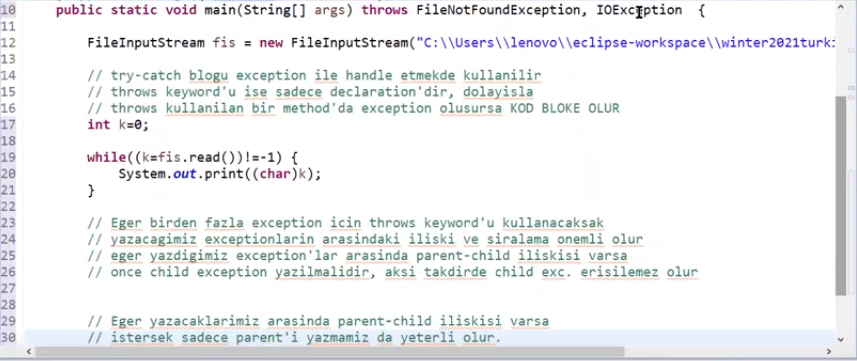 10 public static void main(String[] args) throws FileNotFoundException, IOException {
11
12 FileInputStream fis = new FileInputStream("C:\\Users\\lenovo\\eclipse-workspace\\winter2021turki
13
14 // try-catch blogu exception ile handle etmekde kullanilir
15 // throws keyword'u ise sadece declaration'dir, dolayisla
16 // throws kullanilan bir method'da exception olusursa KOD BLOKE OLUR
17 int k=0;
18
19 while((k=fis.read())!=-1) {
20 System.out.print((char)k);
21 }
22
23 // Eger birden fazla exception icin throws keyword'u kullanacaksak
24 // yazacagimiz exceptionlarin arasindaki iliski ve siralama onemli olur
25 // eger yazdigimiz exception'lar arasinda parent-child iliskisi varsa
26 // once child exception yazilmalidir, aksi takdirde child exc. erisilemez olur
27
28
29 // Eger yazacaklarimiz arasinda parent-child iliskisi varsa
30 // istersek sadece parent'i yazmamiz da yeterli olur.